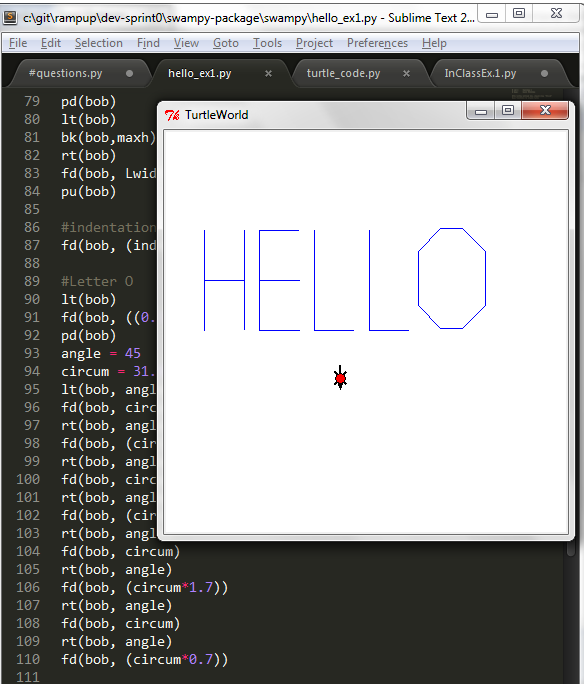 c:\git\rampup\dev-sprint0\swampy-package\swampy\hello_ex1.py - Sublime Text 2...
File Edit Selection Find View Goto Tools Project Preferences Help
#questions.py hello_ex1.py turtle_code.py InClassEx.1.py
79 pd(bob)
80 lt(bob)
81 bk(bob,maxh)
82 rt(bob)
83 fd(bob, Lwid
84 pu(bob)
85
86 #indentation
87 fd(bob, (ind
88
89 #Letter O
90 lt(bob)
91 fd(bob, ((0.
92 pd(bob)
93 angle = 45
94 circum = 31.
95 lt(bob, angl
96 fd(bob, circ
97 rt(bob, angl
98 fd(bob, (cir
99 rt(bob, angl
100 fd(bob, circ
101 rt(bob, angl
102 fd(bob, (cir
103 rt(bob, angl
104 fd(bob, circum)
105 rt(bob, angle)
106 fd(bob, (circum*1.7))
107 rt(bob, angle)
108 fd(bob, circum)
109 rt(bob, angle)
110 fd(bob, (circum*0.7))
111
TurtleWorld
HELLO